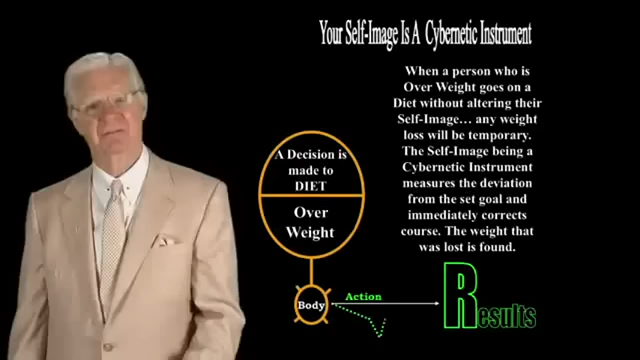 Your Self-Image Is A Cybernetic Instrument
When a person who is
Over Weight goes on a
Diet without altering their
Self-Image... any weight
loss will be temporary.
The Self-Image being a
Cybernetic Instrument
measures the deviation
from the set goal and
immediately corrects
course. The weight that
was lost is found.
A Decision is
made to
DIET
Over
Weight
Body
Action
Results